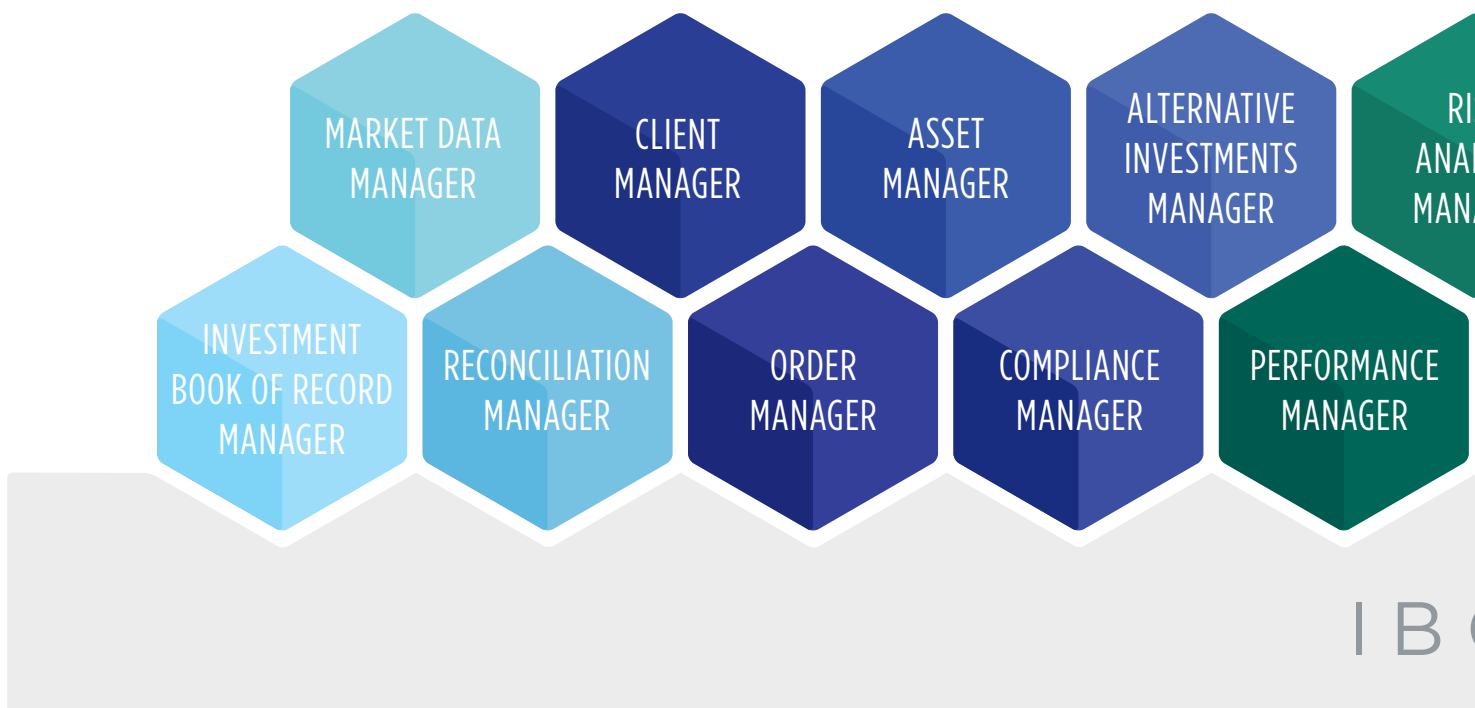 MARKET DATA
MANAGER
CLIENT
MANAGER
ASSET
MANAGER
ALTERNATIVE
INVESTMENTS
MANAGER
INVESTMENT
BOOK OF RECORD
MANAGER
RECONCILIATION
MANAGER
ORDER
MANAGER
COMPLIANCE
MANAGER
PERFORMANCE
MANAGER